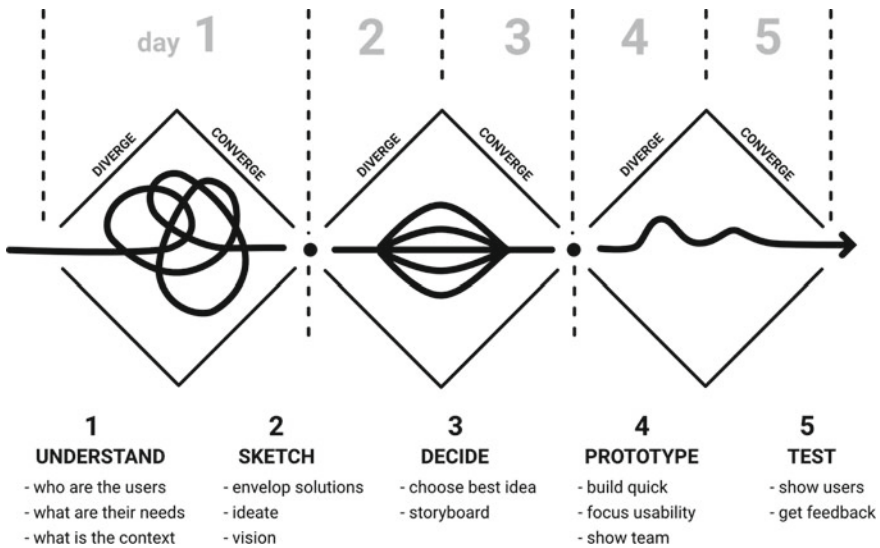 day 1 2 3 4 5
DIVERGE CONVERGE DIVERGE CONVERGE DIVERGE CONVERGE
1
UNDERSTAND
- who are the users
- what are their needs
- what is the context
2
SKETCH
- envelop solutions
- ideate
- vision
3
DECIDE
- choose best idea
- storyboard
4
PROTOTYPE
- build quick
- focus usability
- show team
5
TEST
- show users
- get feedback